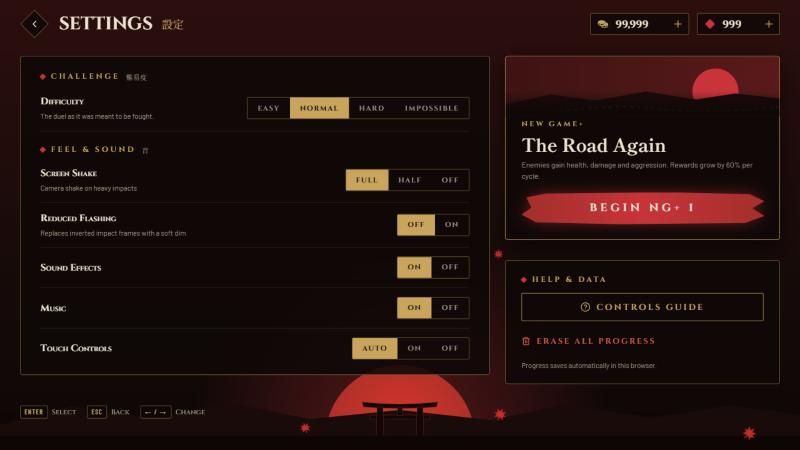 SETTINGS 設定
99,999 +
999 +
CHALLENGE 難易度
DIFFICULTY
The duel as it was meant to be fought.
EASY NORMAL HARD IMPOSSIBLE
FEEL & SOUND 音
SCREEN SHAKE
Camera shake on heavy impacts
FULL HALF OFF
REDUCED FLASHING
Replaces inverted impact frames with a soft dim
OFF ON
SOUND EFFECTS
ON OFF
MUSIC
ON OFF
TOUCH CONTROLS
AUTO ON OFF
NEW GAME+
The Road Again
Enemies gain health, damage and aggression. Rewards grow by 60% per
cycle.
BEGIN NG+ 1
HELP & DATA
CONTROLS GUIDE
ERASE ALL PROGRESS
Progress saves automatically in this browser.
ENTER SELECT ESC BACK ← / → CHANGE